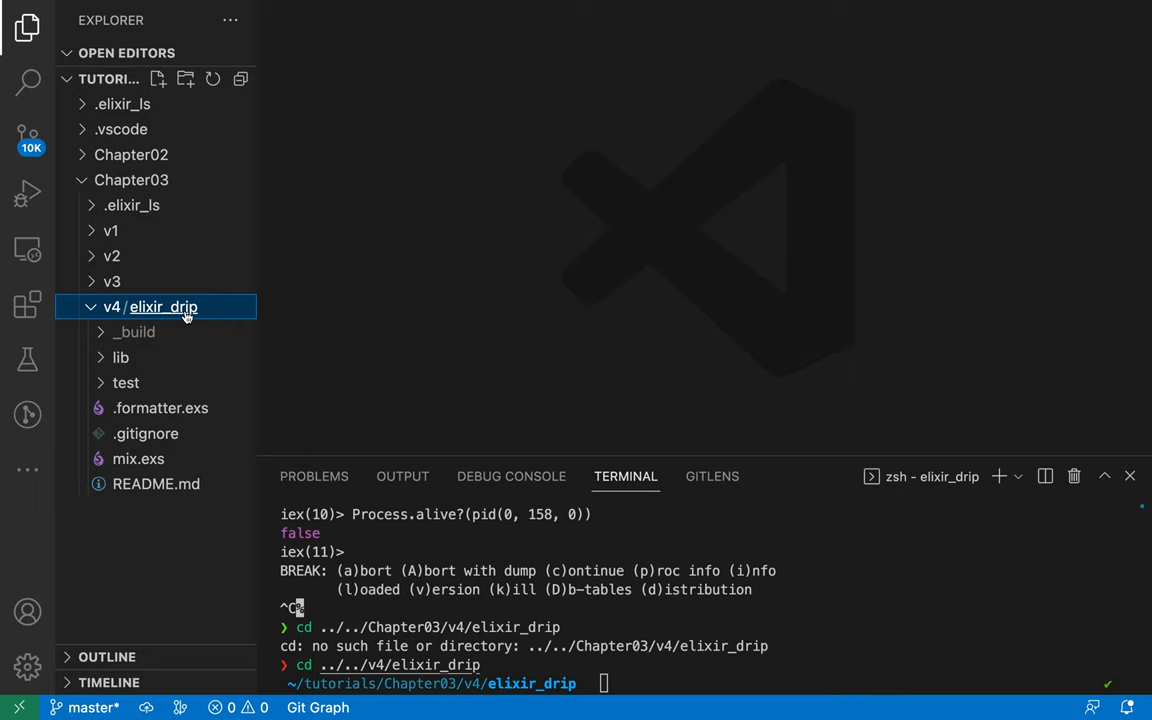 EXPLORER
OPEN EDITORS
TUTORI...
.elixir_ls
.vscode
10K
Chapter02
Chapter03
.elixir_ls
v1
v2
v3
v4/elixir_drip
_build
lib
test
.formatter.exs
.gitignore
mix.exs
README.md
OUTLINE
TIMELINE
PROBLEMS OUTPUT DEBUG CONSOLE TERMINAL GITLENS zsh - elixir_drip
iex(10)> Process.alive?(pid(0, 158, 0))
false
iex(11)>
BREAK: (a)bort (A)bort with dump (c)ontinue (p)roc info (i)nfo
(l)oaded (v)ersion (k)ill (D)b-tables (d)istribution
^C%
❯ cd ../../Chapter03/v4/elixir_drip
cd: no such file or directory: ../../Chapter03/v4/elixir_drip
❯ cd ../../v4/elixir_drip
~/tutorials/Chapter03/v4/elixir_drip ✔
master* 0 0 Git Graph